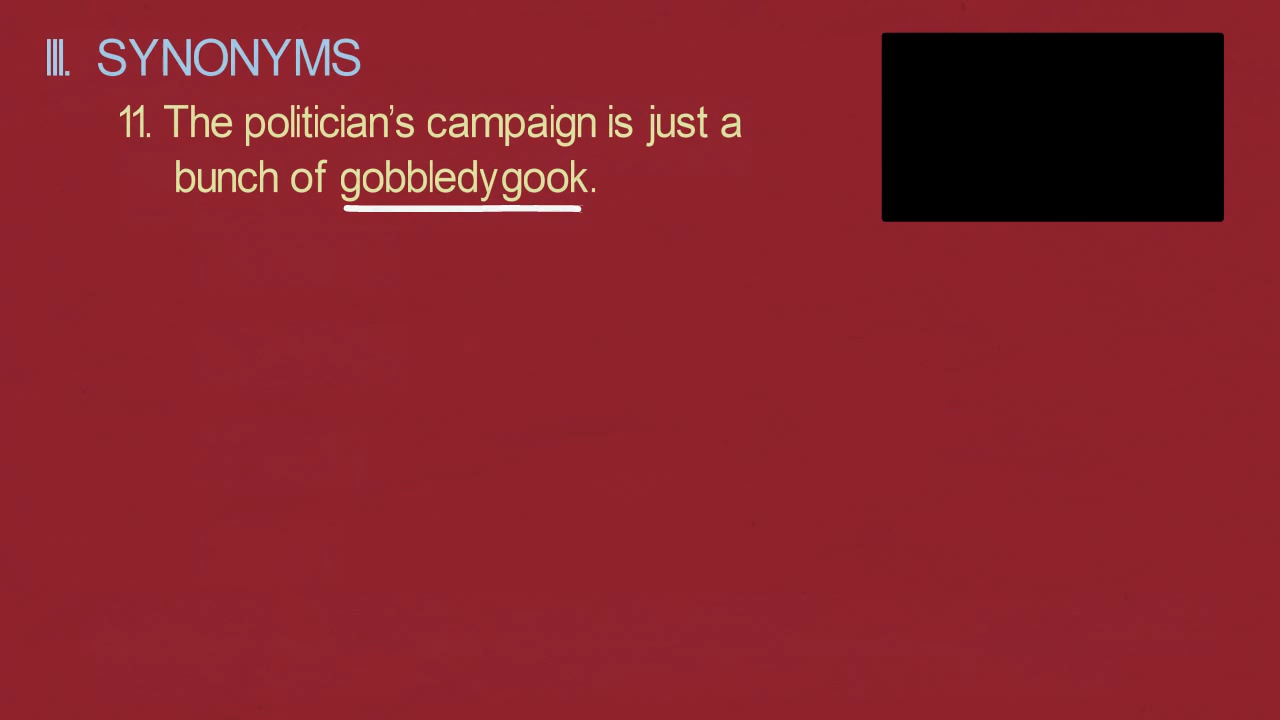 III. SYNONYMS
11. The politician’s campaign is just a
bunch of gobbledygook.